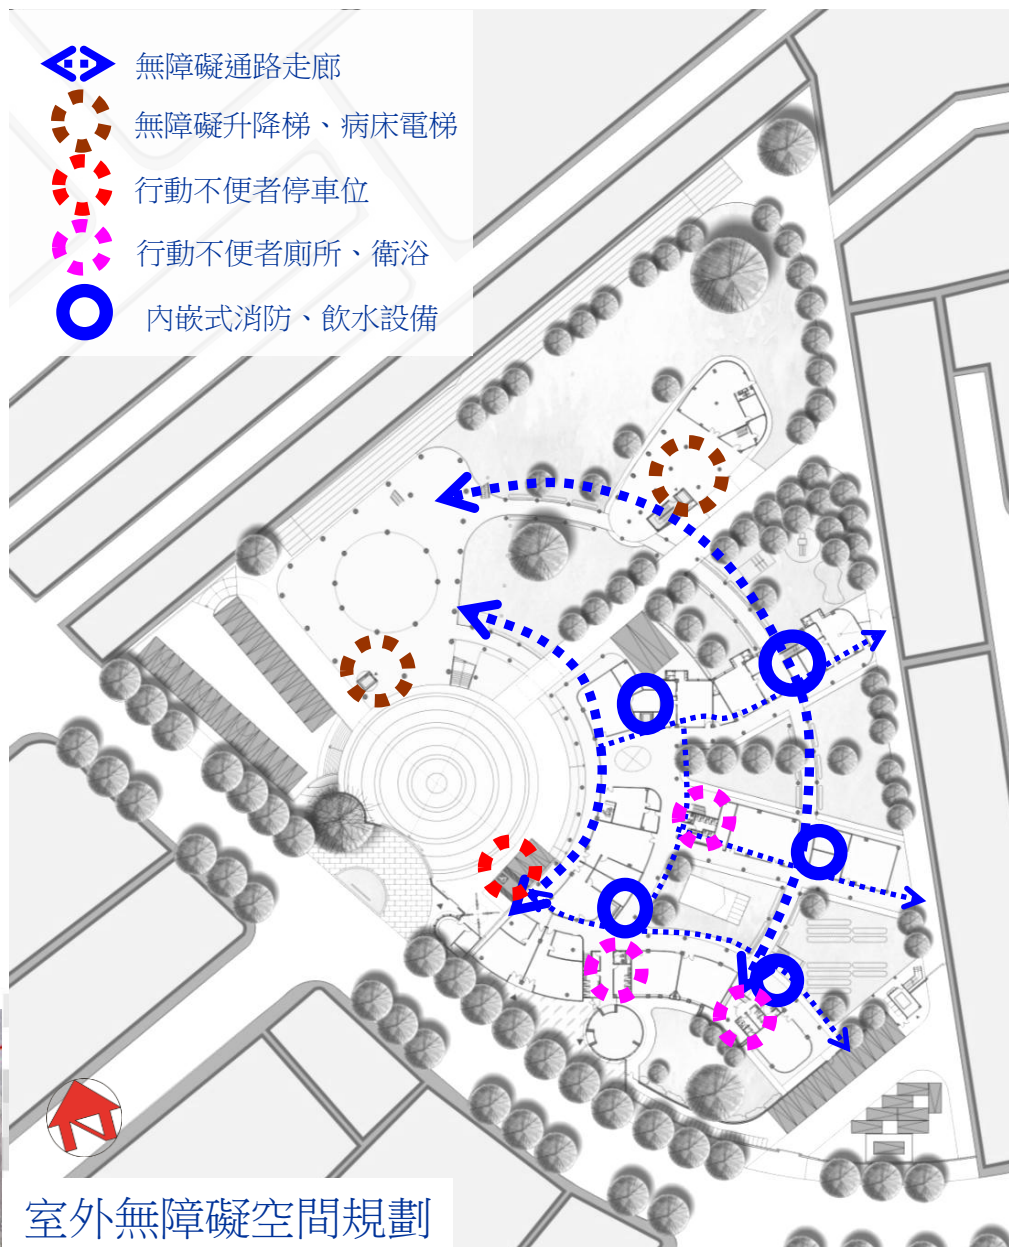 無障礙通路走廊
無障礙升降梯、病床電梯
行動不便者停車位
行動不便者廁所、衛浴
內嵌式消防、飲水設備
室外無障礙空間規劃